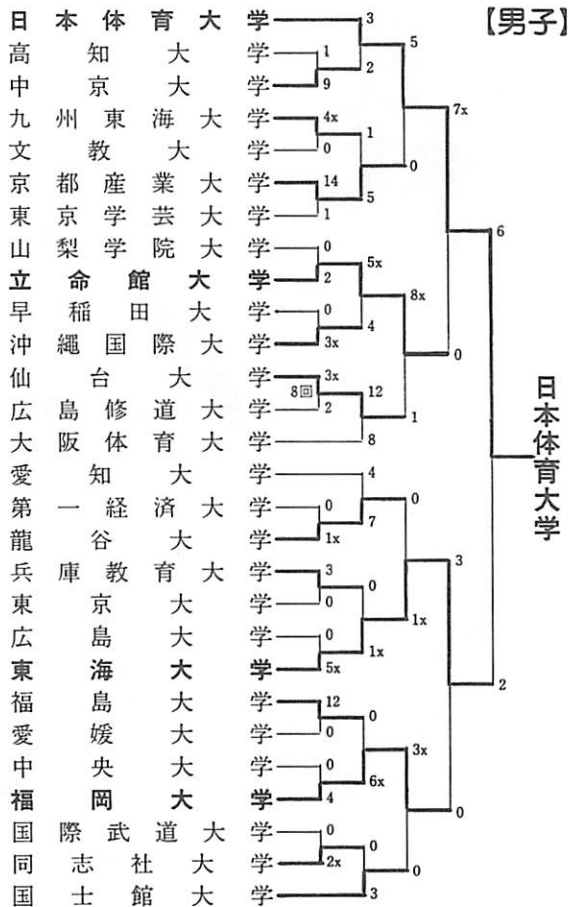 【男子】
日本体育大学 3
5
高知大学 1
2
中京大学 9
7x
九州東海大学 4x
1
文教大学 0
0
京都産業大学 14
5
東京学芸大学 1
6
山梨学院大学 0
5x
立命館大学 2
8x
早稲田大学 0
4
沖縄国際大学 3x
0
仙台大学 3x
8回 12
広島修道大学 2
1
大阪体育大学 8
日本体育大学
愛知大学 4
0
第一経済大学 0
7
龍谷大学 1x
3
兵庫教育大学 3
0
東京大学 0
1x
広島大学 0
1x
東海大学 5x
2
福島大学 12
0
愛媛大学 0
3x
中央大学 0
6x
福岡大学 4
0
国際武道大学 0
0
同志社大学 2x
0
国士館大学 3